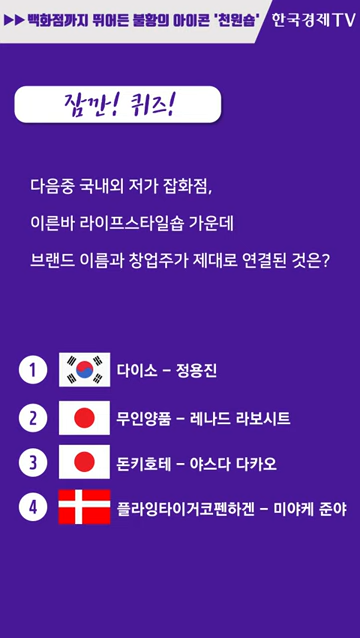 ▶▶백화점까지 뛰어든 불황의 아이콘 '천원숍' 한국경제TV
잠깐! 퀴즈!
다음중 국내외 저가 잡화점,
이른바 라이프스타일숍 가운데
브랜드 이름과 창업주가 제대로 연결된 것은?
1 다이소 – 정용진
2 무인양품 – 레나드 라보시트
3 돈키호테 – 야스다 다카오
4 플라잉타이거코펜하겐 – 미야케 준야